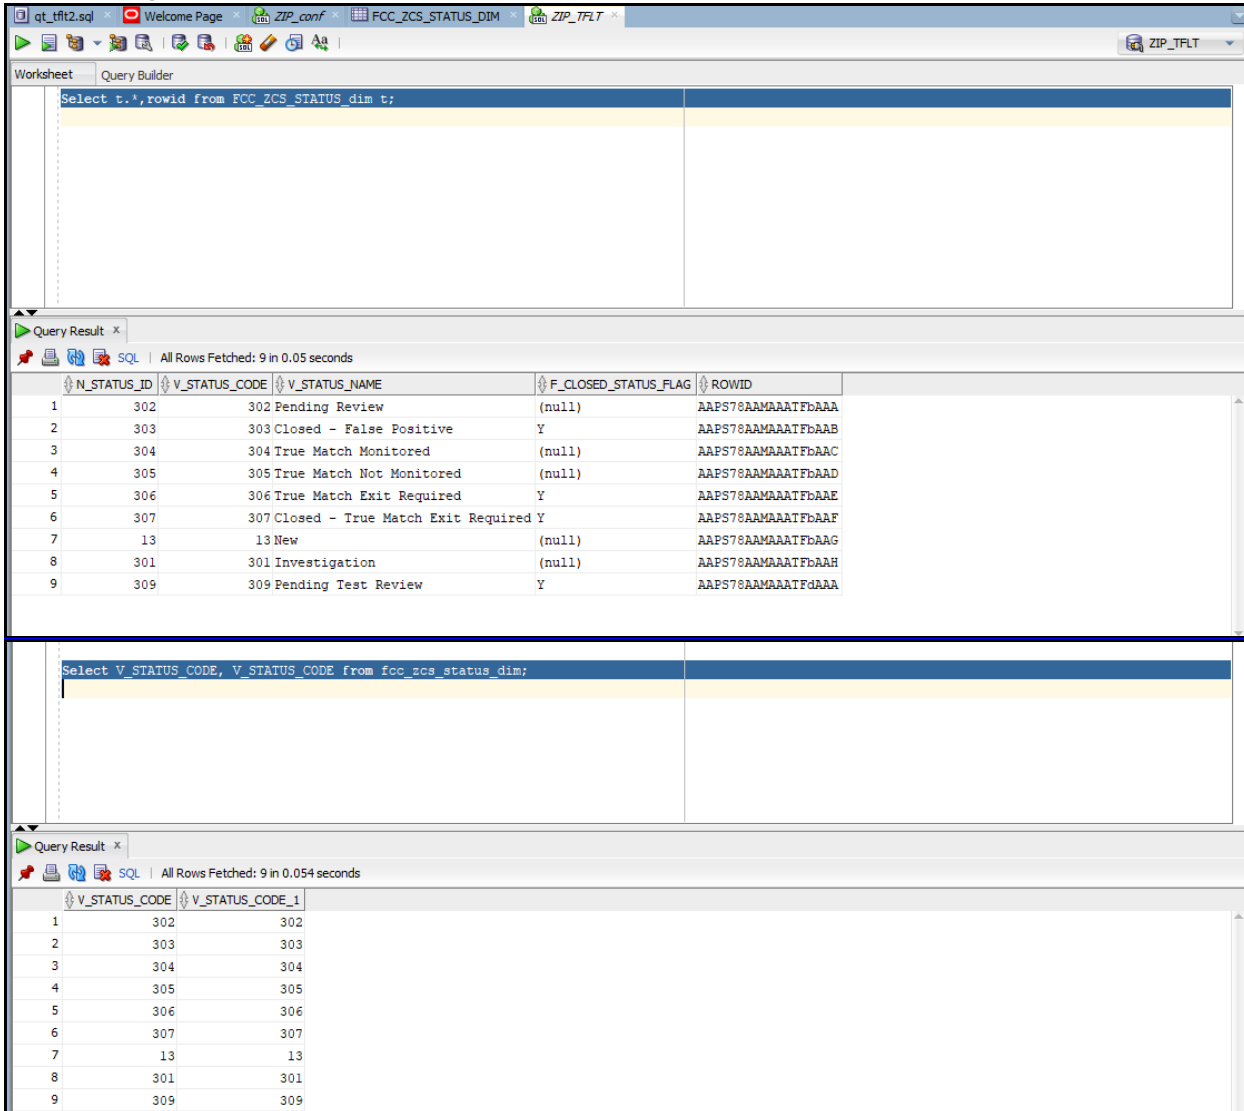 qt_tflt2.sql × Welcome Page × ZIP_conf × FCC_ZCS_STATUS_DIM × ZIP_TFLT ×
ZIP_TFLT
Worksheet Query Builder
Select t.*,rowid from FCC_ZCS_STATUS_dim t;
Query Result ×
SQL | All Rows Fetched: 9 in 0.05 seconds
N_STATUS_ID V_STATUS_CODE V_STATUS_NAME F_CLOSED_STATUS_FLAG ROWID
1 302 302 Pending Review (null) AAPS78AAMAAATFbAAA
2 303 303 Closed - False Positive Y AAPS78AAMAAATFbAAB
3 304 304 True Match Monitored (null) AAPS78AAMAAATFbAAC
4 305 305 True Match Not Monitored (null) AAPS78AAMAAATFbAAD
5 306 306 True Match Exit Required Y AAPS78AAMAAATFbAAE
6 307 307 Closed - True Match Exit Required Y AAPS78AAMAAATFbAAF
7 13 13 New (null) AAPS78AAMAAATFbAAG
8 301 301 Investigation (null) AAPS78AAMAAATFbAAH
9 309 309 Pending Test Review Y AAPS78AAMAAATFdAAA
Select V_STATUS_CODE, V_STATUS_CODE from fcc_zcs_status_dim;
Query Result ×
SQL | All Rows Fetched: 9 in 0.054 seconds
V_STATUS_CODE V_STATUS_CODE_1
1 302 302
2 303 303
3 304 304
4 305 305
5 306 306
6 307 307
7 13 13
8 301 301
9 309 309